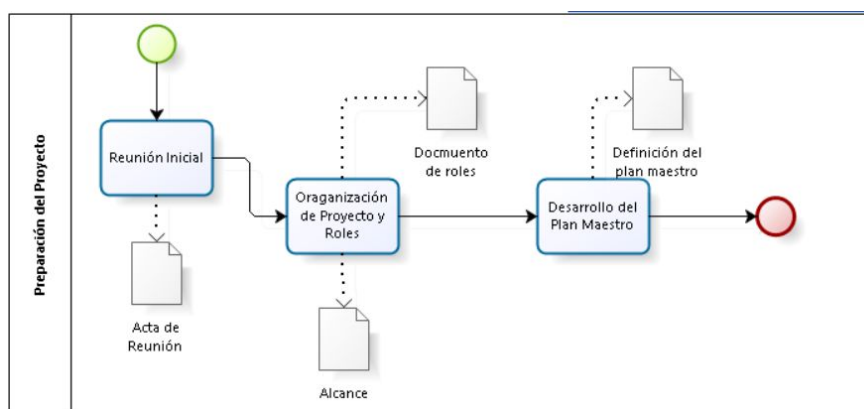 Preparación del Proyecto
Reunión Inicial
Acta de
Reunión
Oraganización
de Proyecto y
Roles
Docmuento
de roles
Alcance
Desarrollo del
Plan Maestro
Definición del
plan maestro